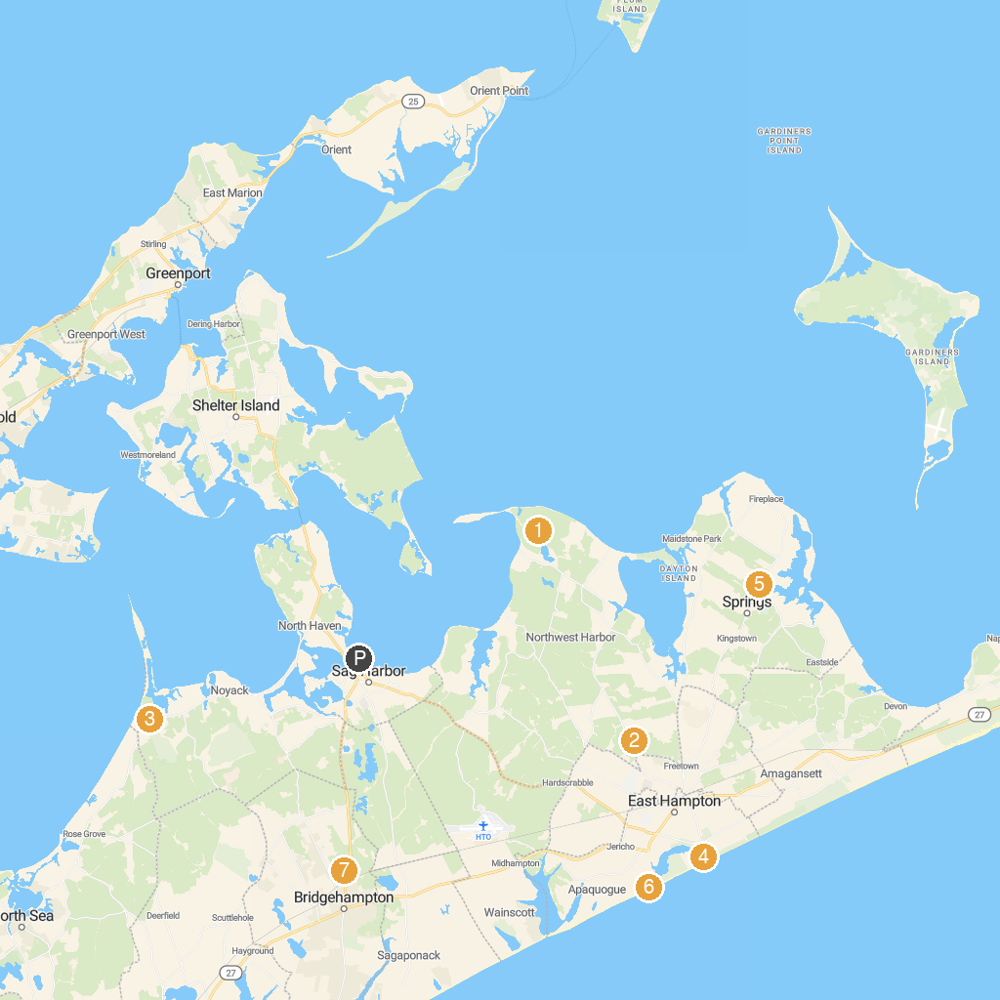 PLUM
ISLAND
Orient Point
25
GARDINERS
POINT
ISLAND
Orient
East Marion
Stirling
Greenport
Dering Harbor
Greenport West
GARDINERS
ISLAND
Shelter Island
old
Westmoreland
Fireplace
1
Maidstone Park
DAYTON
ISLAND
5
Springs
North Haven
Northwest Harbor
Kingstown
Nap
P
Sag Harbor
Eastside
Noyack
Devon
3
27
2
Freetown
Amagansett
Hardscrabble
East Hampton
HTO
Rose Grove
Jericho
4
Midhampton
7
6
Apaquogue
Bridgehampton
orth Sea
Deerfield
Scuttlehole
Wainscott
Hayground
Sagaponack
27